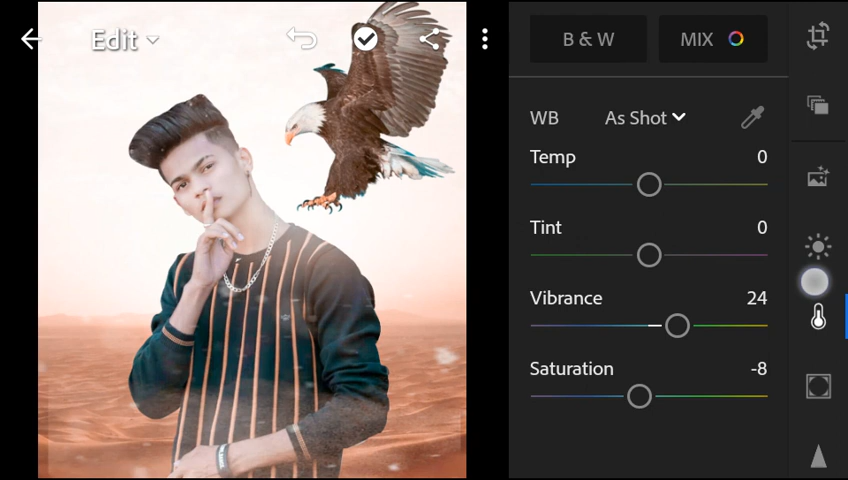 Edit
B & W
MIX
WB
As Shot
Temp
0
Tint
0
Vibrance
24
Saturation
-8